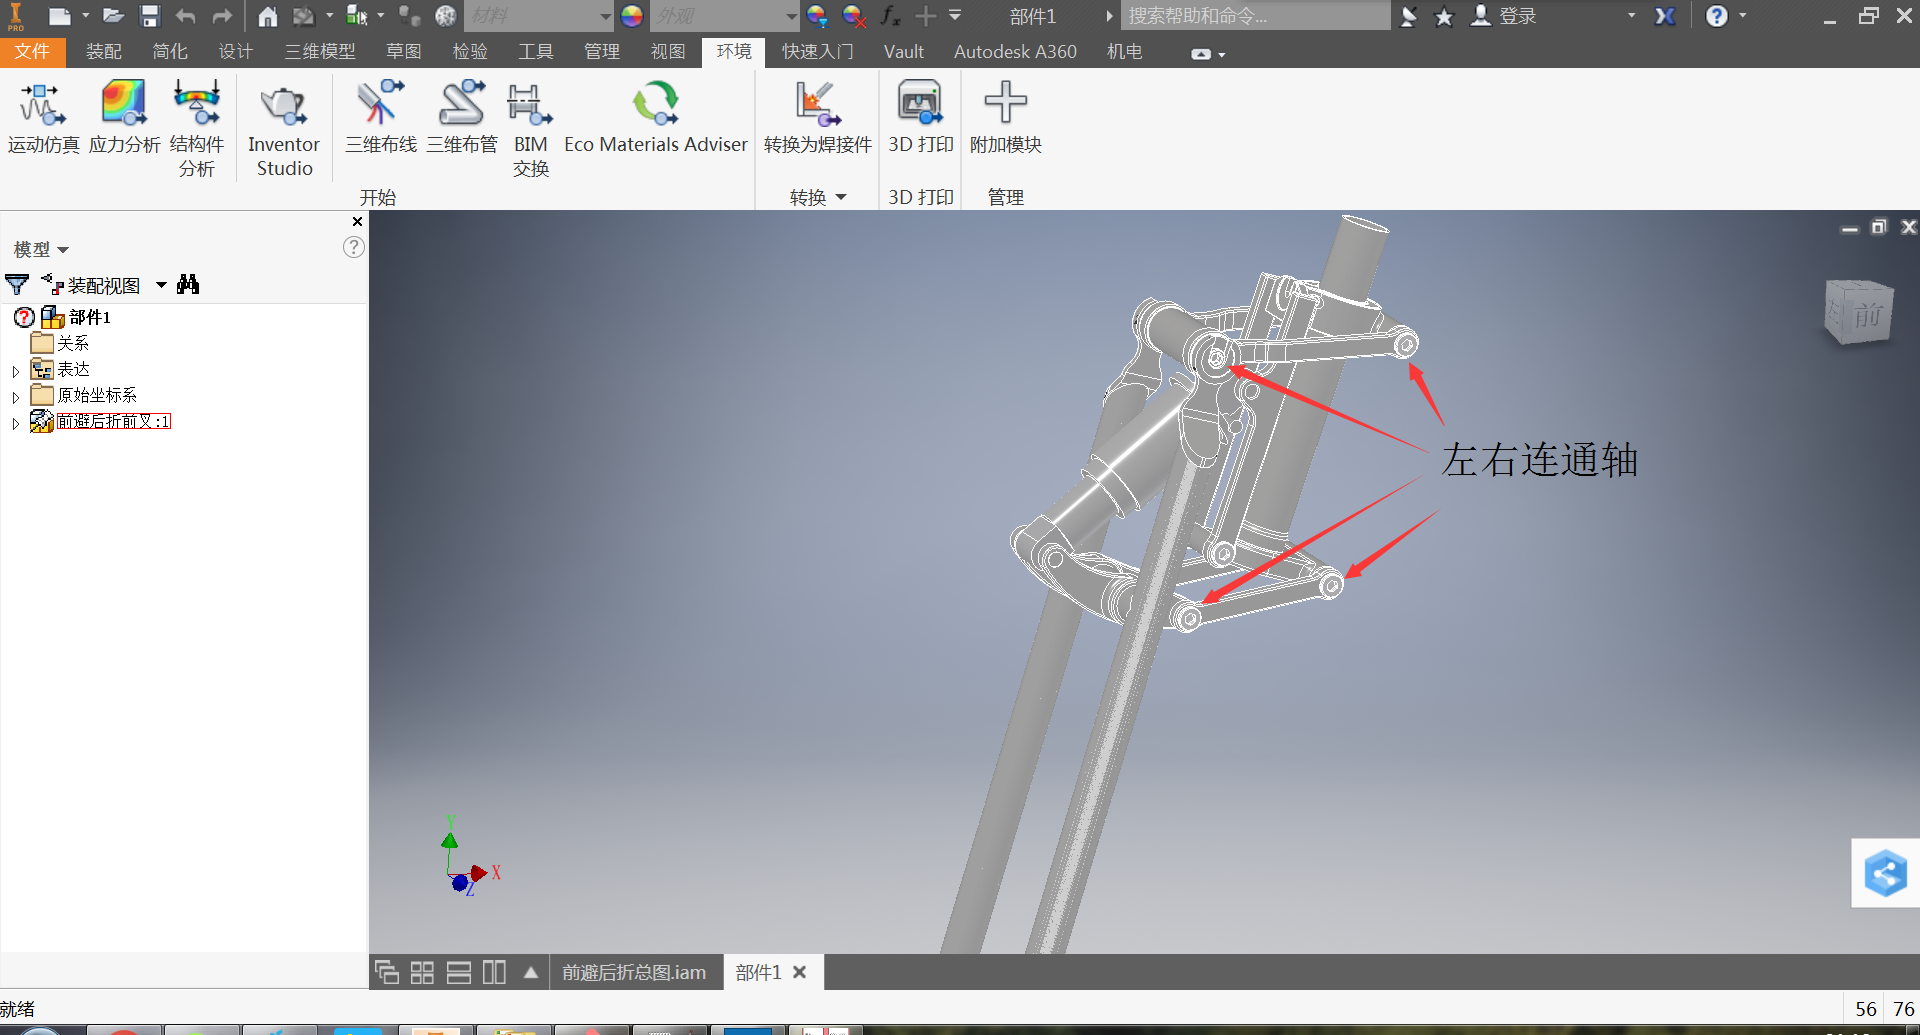 PRO
材料
外观
fx
部件1
搜索帮助和命令...
登录
文件
装配
简化
设计
三维模型
草图
检验
工具
管理
视图
环境
快速入门
Vault
Autodesk A360
机电
运动仿真
应力分析
结构件
分析
Inventor
Studio
三维布线
三维布管
BIM
交换
Eco Materials Adviser
转换为焊接件
3D 打印
附加模块
开始
转换
3D 打印
管理
模型
装配视图
部件1
关系
表达
原始坐标系
前避后折前叉:1
前
左右连通轴
Y
X
Z
前避后折总图.iam
部件1
就绪
56 76